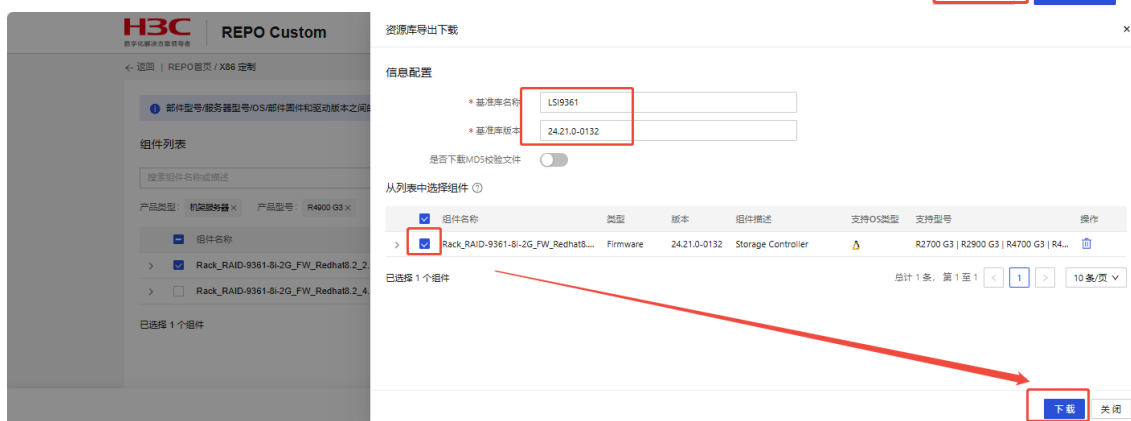 H3C
数字化解决方案领导者
REPO Custom
← 返回 | REPO首页 / X86 定制
部件型号/服务器型号/OS/部件固件和驱动版本之间的
组件列表
搜索组件名称或描述
产品类型: 机架服务器 × 产品型号: R4900 G3 ×
组件名称
Rack_RAID-9361-8i-2G_FW_Redhat8.2_2.
Rack_RAID-9361-8i-2G_FW_Redhat8.2_4.
已选择 1 个组件
资源库导出下载 ×
信息配置
* 基准库名称 LSI9361
* 基准库版本 24.21.0-0132
是否下载MD5校验文件
从列表中选择组件 ?
组件名称 类型 版本 组件描述 支持OS类型 支持型号 操作
Rack_RAID-9361-8i-2G_FW_Redhat8.... Firmware 24.21.0-0132 Storage Controller R2700 G3 | R2900 G3 | R4700 G3 | R4...
已选择 1 个组件 总计 1 条, 第 1 至 1 < 1 > 10 条/页
下载 关闭